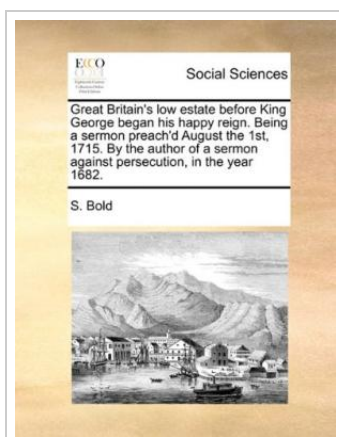 ECCO
Social Sciences
Great Britain's low estate before King
George began his happy reign. Being
a sermon preach'd August the 1st,
1715. By the author of a sermon
against persecution, in the year
1682.
S. Bold